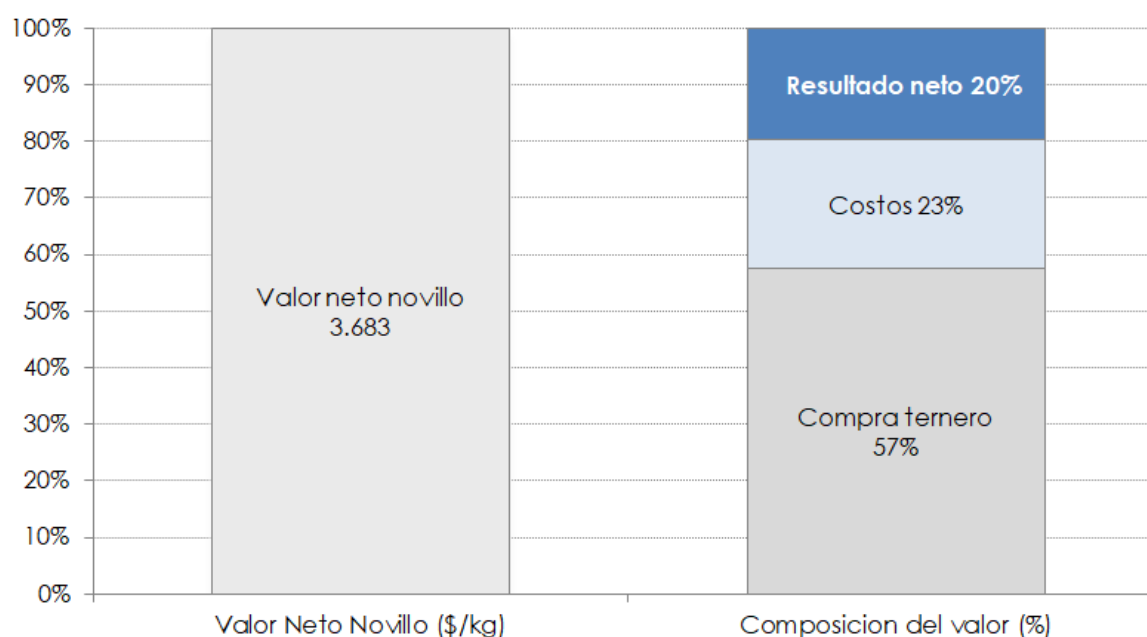 100%
90%
80%
70%
60%
50%
40%
30%
20%
10%
0%
Valor neto novillo
3.683
Resultado neto 20%
Costos 23%
Compra ternero
57%
Valor Neto Novillo ($/kg)
Composicion del valor (%)